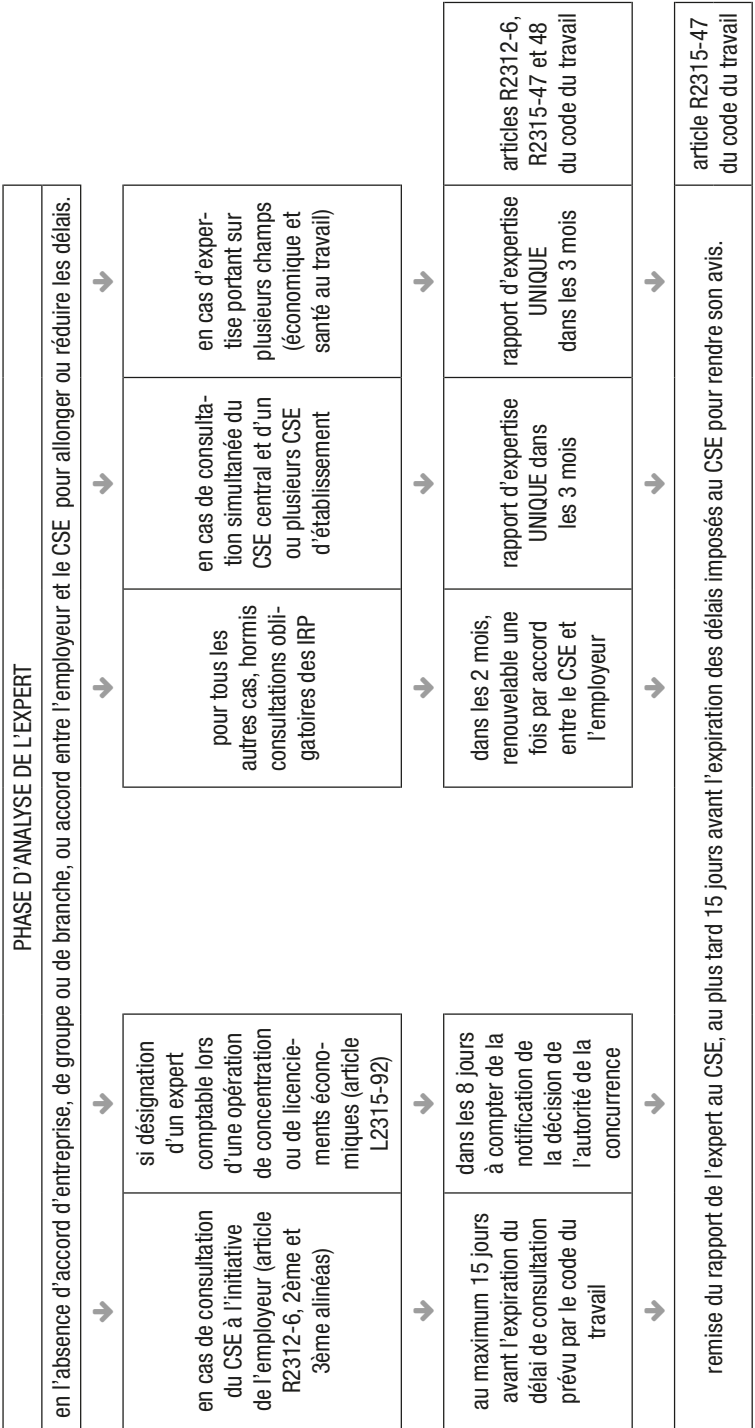 PHASE D'ANALYSE DE L'EXPERT
en l'absence d'accord d'entreprise, de groupe ou de branche, ou accord entre l'employeur et le CSE pour allonger ou réduire les délais.
en cas de consultation
du CSE à l'initiative
de l'employeur (article
R2312-6, 2ème et
3ème alinéas)
si désignation
d'un expert
comptable lors
d'une opération
de concentration
ou de licencie-
ments écono-
miques (article
L2315-92)
pour tous les
autres cas, hormis
consultations obli-
gatoires des IRP
en cas de consulta-
tion simultanée du
CSE central et d'un
ou plusieurs CSE
d'établissement
en cas d'exper-
tise portant sur
plusieurs champs
(économique et
santé au travail)
au maximum 15 jours
avant l'expiration du
délai de consultation
prévu par le code du
travail
dans les 8 jours
à compter de la
notification de
la décision de
l'autorité de la
concurrence
dans les 2 mois,
renouvelable une
fois par accord
entre le CSE et
l'employeur
rapport d'expertise
UNIQUE dans
les 3 mois
rapport d'expertise
UNIQUE
dans les 3 mois
articles R2312-6,
R2315-47 et 48
du code du travail
remise du rapport de l'expert au CSE, au plus tard 15 jours avant l'expiration des délais imposés au CSE pour rendre son avis.
article R2315-47
du code du travail